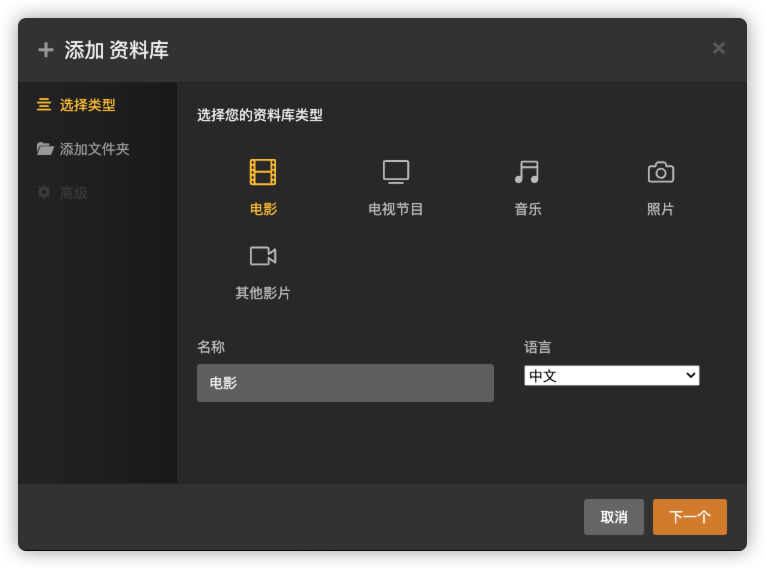 添加 资料库
选择类型
添加文件夹
高级
选择您的资料库类型
电影
电视节目
音乐
照片
其他影片
名称
语言
电影
中文
取消
下一个